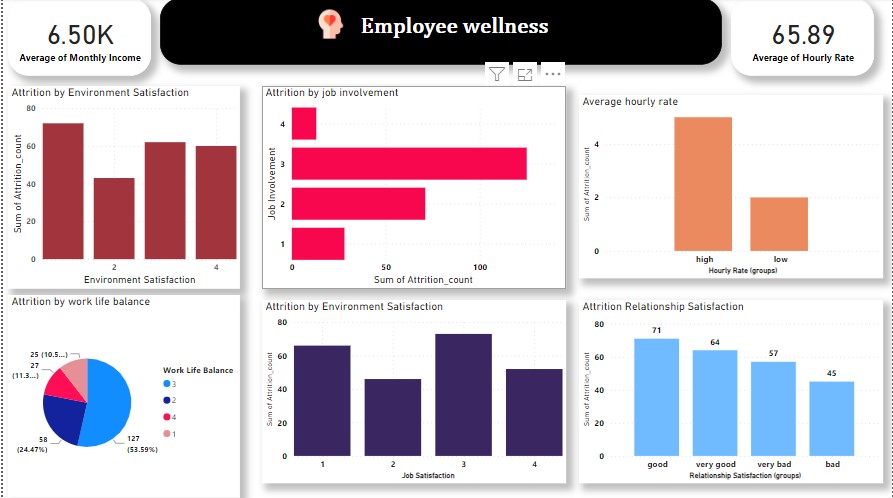 6.50K
Average of Monthly Income
Employee wellness
65.89
Average of Hourly Rate
Attrition by Environment Satisfaction
Sum of Attrition_count
80
60
40
20
0
2
4
Environment Satisfaction
Attrition by job involvement
Job Involvement
4
3
2
1
0
50
100
Sum of Attrition_count
Average hourly rate
Sum of Attrition_count
4
2
0
high
low
Hourly Rate (groups)
Attrition by work life balance
25 (10.5...)
27
(11.3...)
58
(24.47%)
127
(53.59%)
Work Life Balance
3
2
4
1
Attrition by Environment Satisfaction
Sum of Attrition_count
80
60
40
20
0
1
2
3
4
Job Satisfaction
Attrition Relationship Satisfaction
Sum of Attrition_count
80
60
40
20
0
71
64
57
45
good
very good
very bad
bad
Relationship Satisfaction (groups)